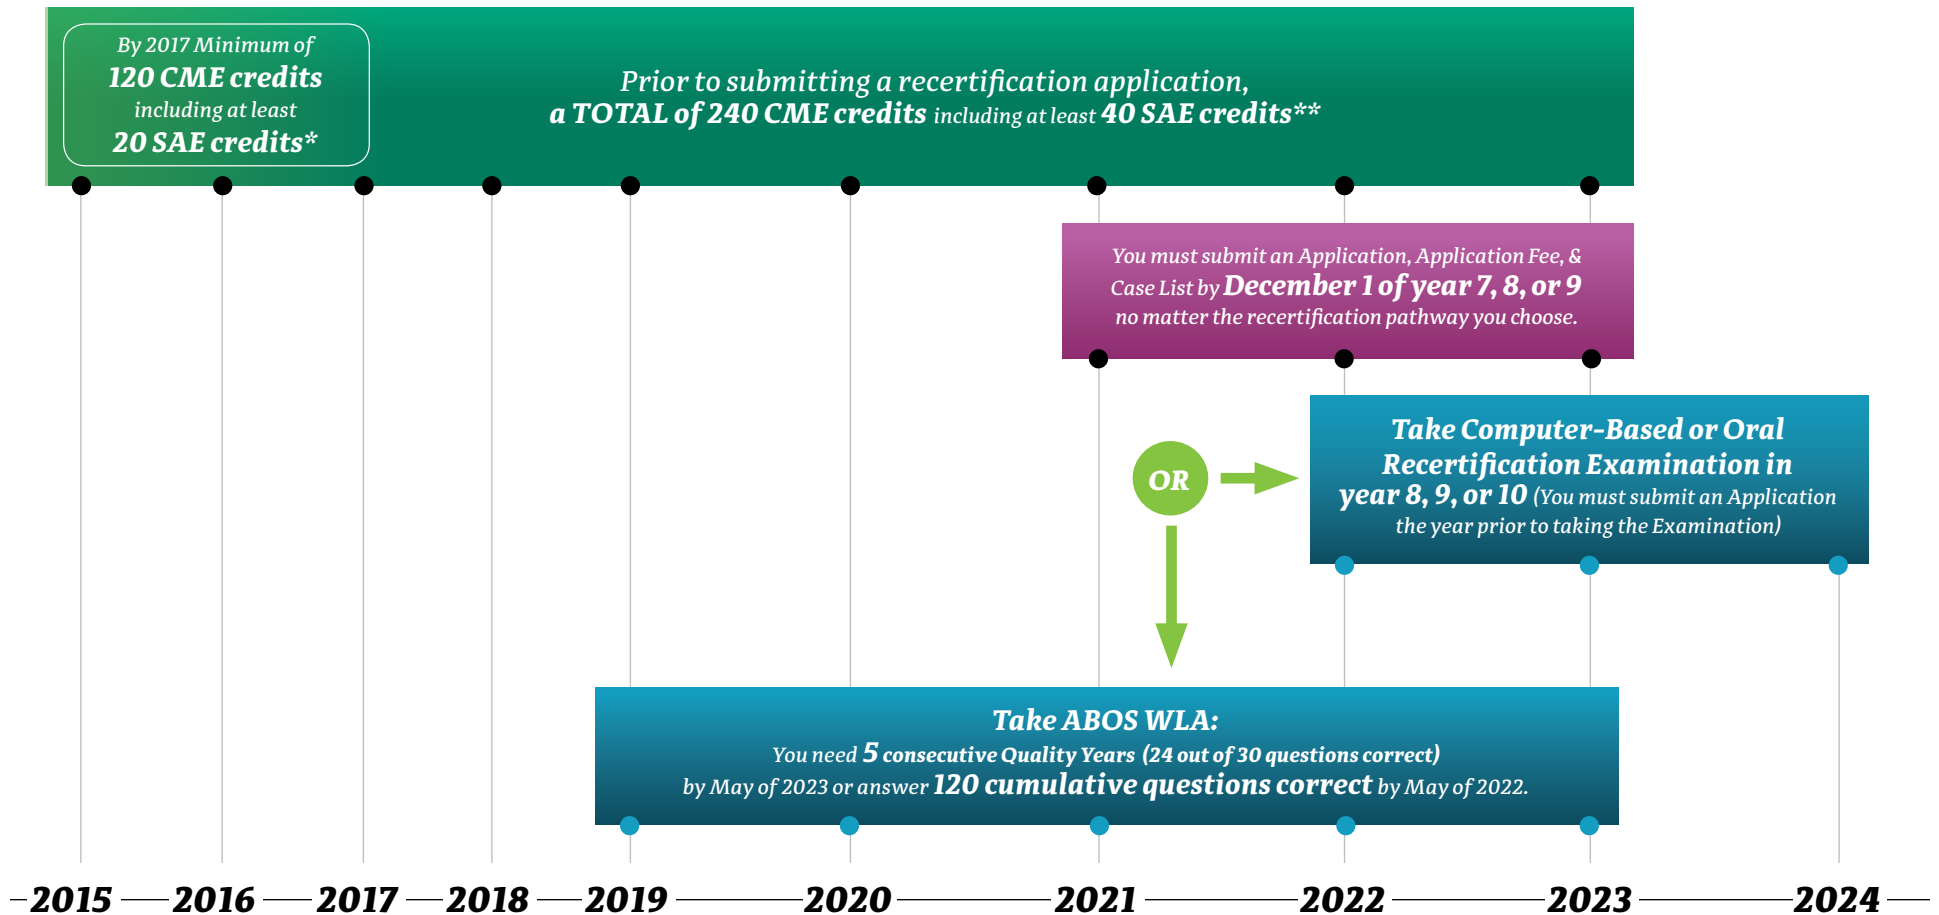 By 2017 Minimum of
120 CME credits
including at least
20 SAE credits*
Prior to submitting a recertification application,
a TOTAL of 240 CME credits including at least 40 SAE credits**
You must submit an Application, Application Fee, &
Case List by December 1 of year 7, 8, or 9
no matter the recertification pathway you choose.
OR
Take Computer-Based or Oral
Recertification Examination in
year 8, 9, or 10 (You must submit an Application
the year prior to taking the Examination)
Take ABOS WLA:
You need 5 consecutive Quality Years (24 out of 30 questions correct)
by May of 2023 or answer 120 cumulative questions correct by May of 2022.
2015 2016 2017 2018 2019 2020 2021 2022 2023 2024